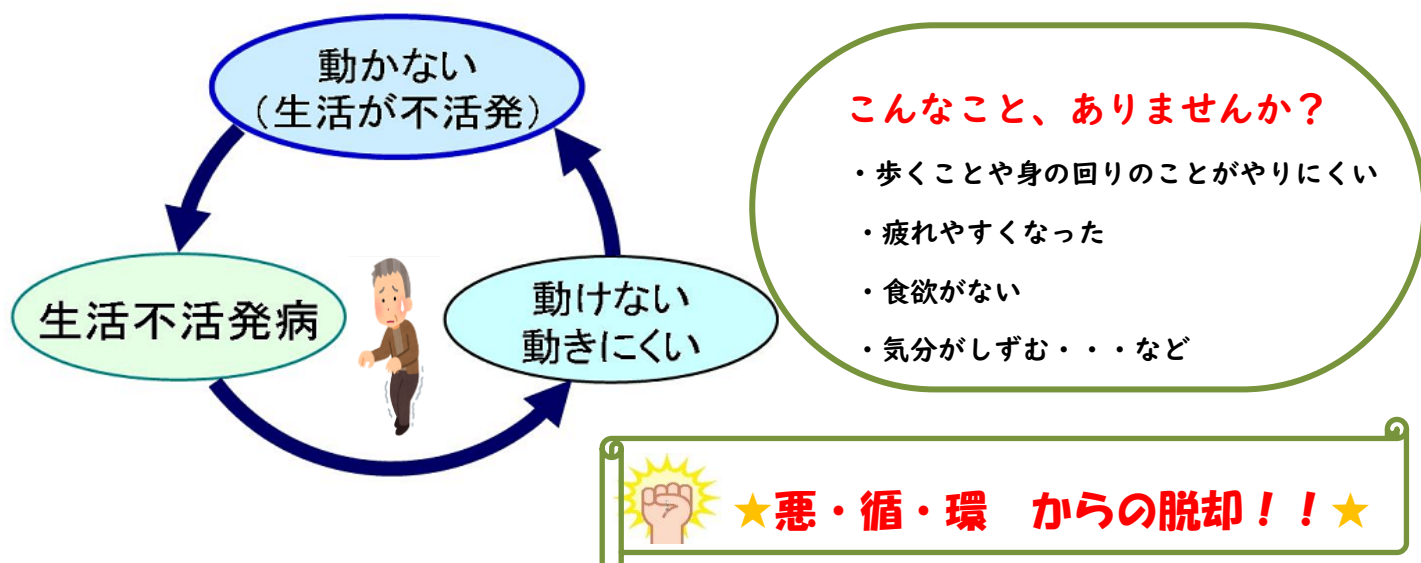 動かない
（生活が不活発）
生活不活発病
動けない
動きにくい
こんなこと、ありませんか？
・歩くことや身の回りのことがやりにくい
・疲れやすくなった
・食欲がない
・気分がしずむ・・・など
★悪・循・環　からの脱却！！★